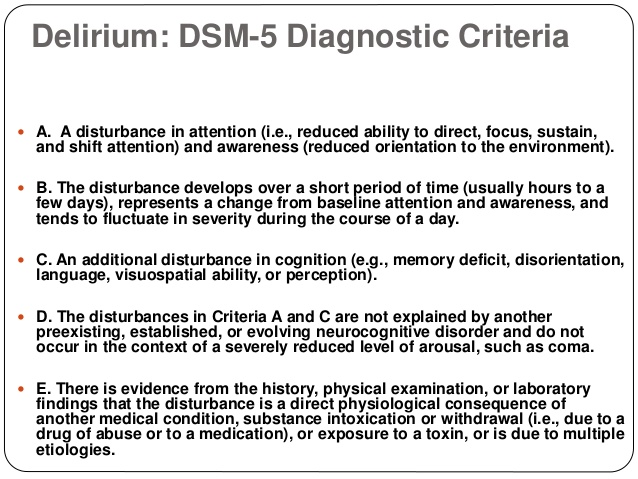 Delirium: DSM-5 Diagnostic Criteria
• A.  A disturbance in attention (i.e., reduced ability to direct, focus, sustain,
and shift attention) and awareness (reduced orientation to the environment).
• B. The disturbance develops over a short period of time (usually hours to a
few days), represents a change from baseline attention and awareness, and
tends to fluctuate in severity during the course of a day.
• C. An additional disturbance in cognition (e.g., memory deficit, disorientation,
language, visuospatial ability, or perception).
• D. The disturbances in Criteria A and C are not explained by another
preexisting, established, or evolving neurocognitive disorder and do not
occur in the context of a severely reduced level of arousal, such as coma.
• E. There is evidence from the history, physical examination, or laboratory
findings that the disturbance is a direct physiological consequence of
another medical condition, substance intoxication or withdrawal (i.e., due to a
drug of abuse or to a medication), or exposure to a toxin, or is due to multiple
etiologies.